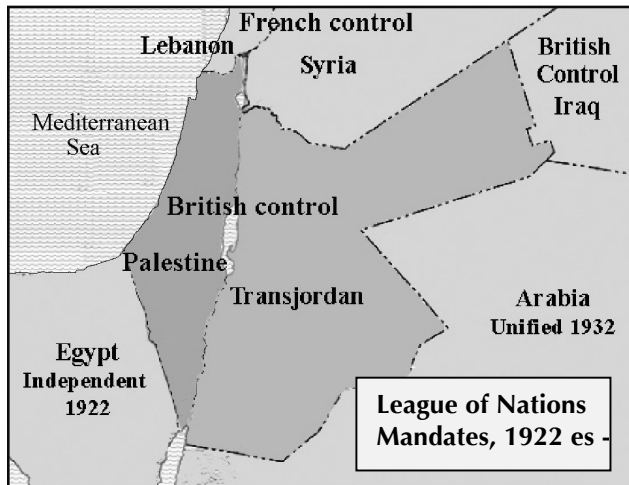 French control
Lebanon
Syria
British
Control
Iraq
Mediterranean
Sea
British control
Palestine
Transjordan
Arabia
Unified 1932
Egypt
Independent
1922
League of Nations
Mandates, 1922 es -